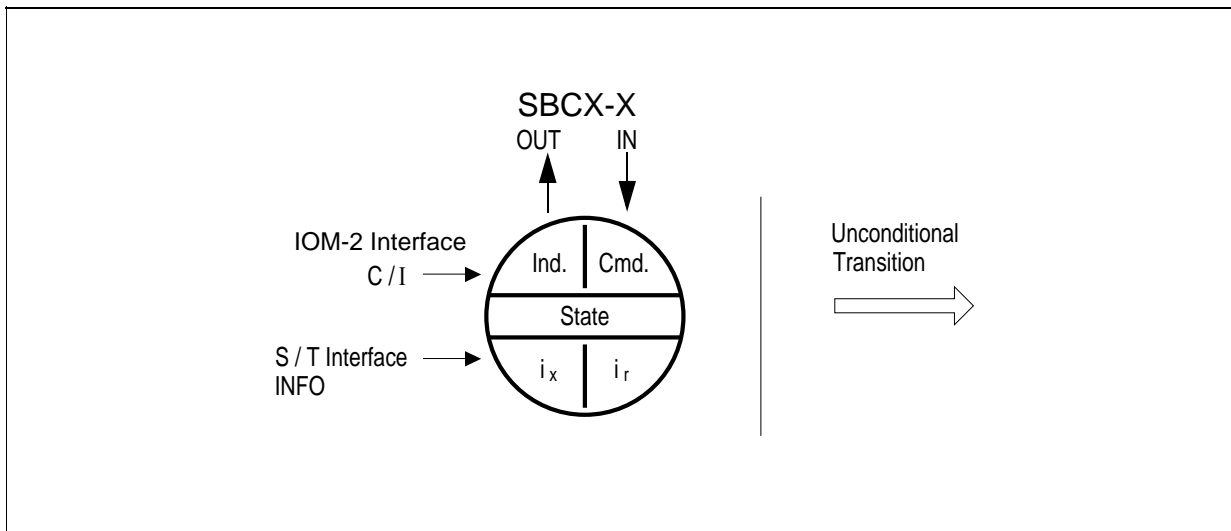 SBCX-X
OUT IN
IOM-2 Interface
C / I
Ind. Cmd.
State
S / T Interface
INFO
i x i r
Unconditional
Transition